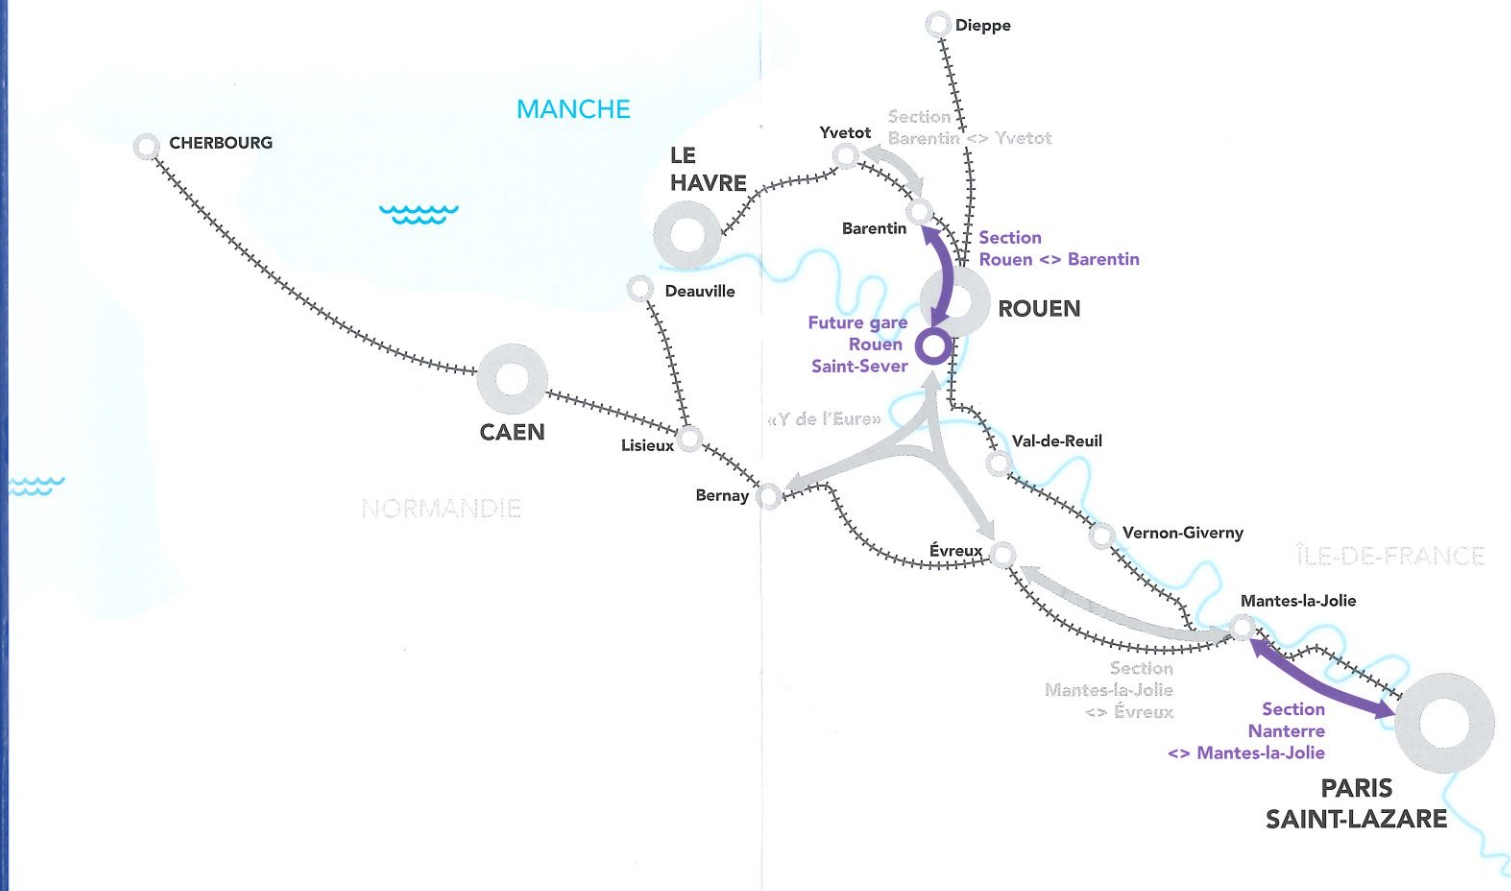 Dieppe
MANCHE
CHERBOURG
Yvetot
Section
Barentin <> Yvetot
LE
HAVRE
Barentin
Section
Rouen <> Barentin
Deauville
ROUEN
Future gare
Rouen
Saint-Sever
CAEN
«Y de l'Eure»
Lisieux
Val-de-Reuil
Bernay
NORMANDIE
Vernon-Giverny
Évreux
ÎLE-DE-FRANCE
Mantes-la-Jolie
Section
Mantes-la-Jolie
<> Évreux
Section
Nanterre
<> Mantes-la-Jolie
PARIS
SAINT-LAZARE